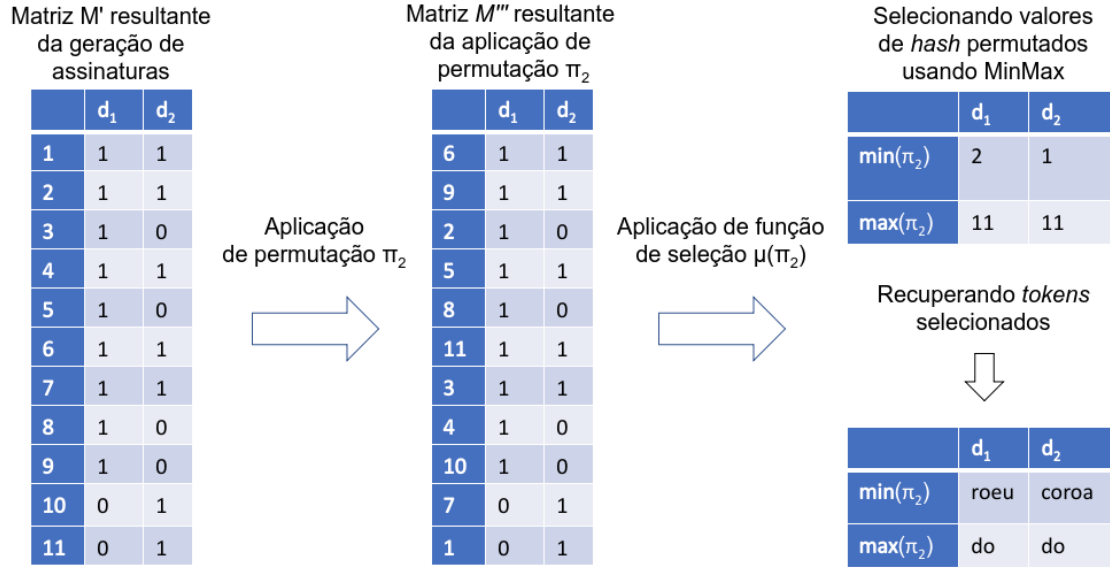 Matriz M' resultante
da geração de
assinaturas
d₁ d₂
1 1 1
2 1 1
3 1 0
4 1 1
5 1 0
6 1 1
7 1 1
8 1 0
9 1 0
10 0 1
11 0 1
Aplicação
de permutação π₂
Matriz M''' resultante
da aplicação de
permutação π₂
d₁ d₂
6 1 1
9 1 1
2 1 0
5 1 1
8 1 0
11 1 1
3 1 1
4 1 0
10 1 0
7 0 1
1 0 1
Aplicação de função
de seleção μ(π₂)
Selecionando valores
de hash permutados
usando MinMax
d₁ d₂
min(π₂) 2 1
max(π₂) 11 11
Recuperando tokens
selecionados
d₁ d₂
min(π₂) roeu coroa
max(π₂) do do